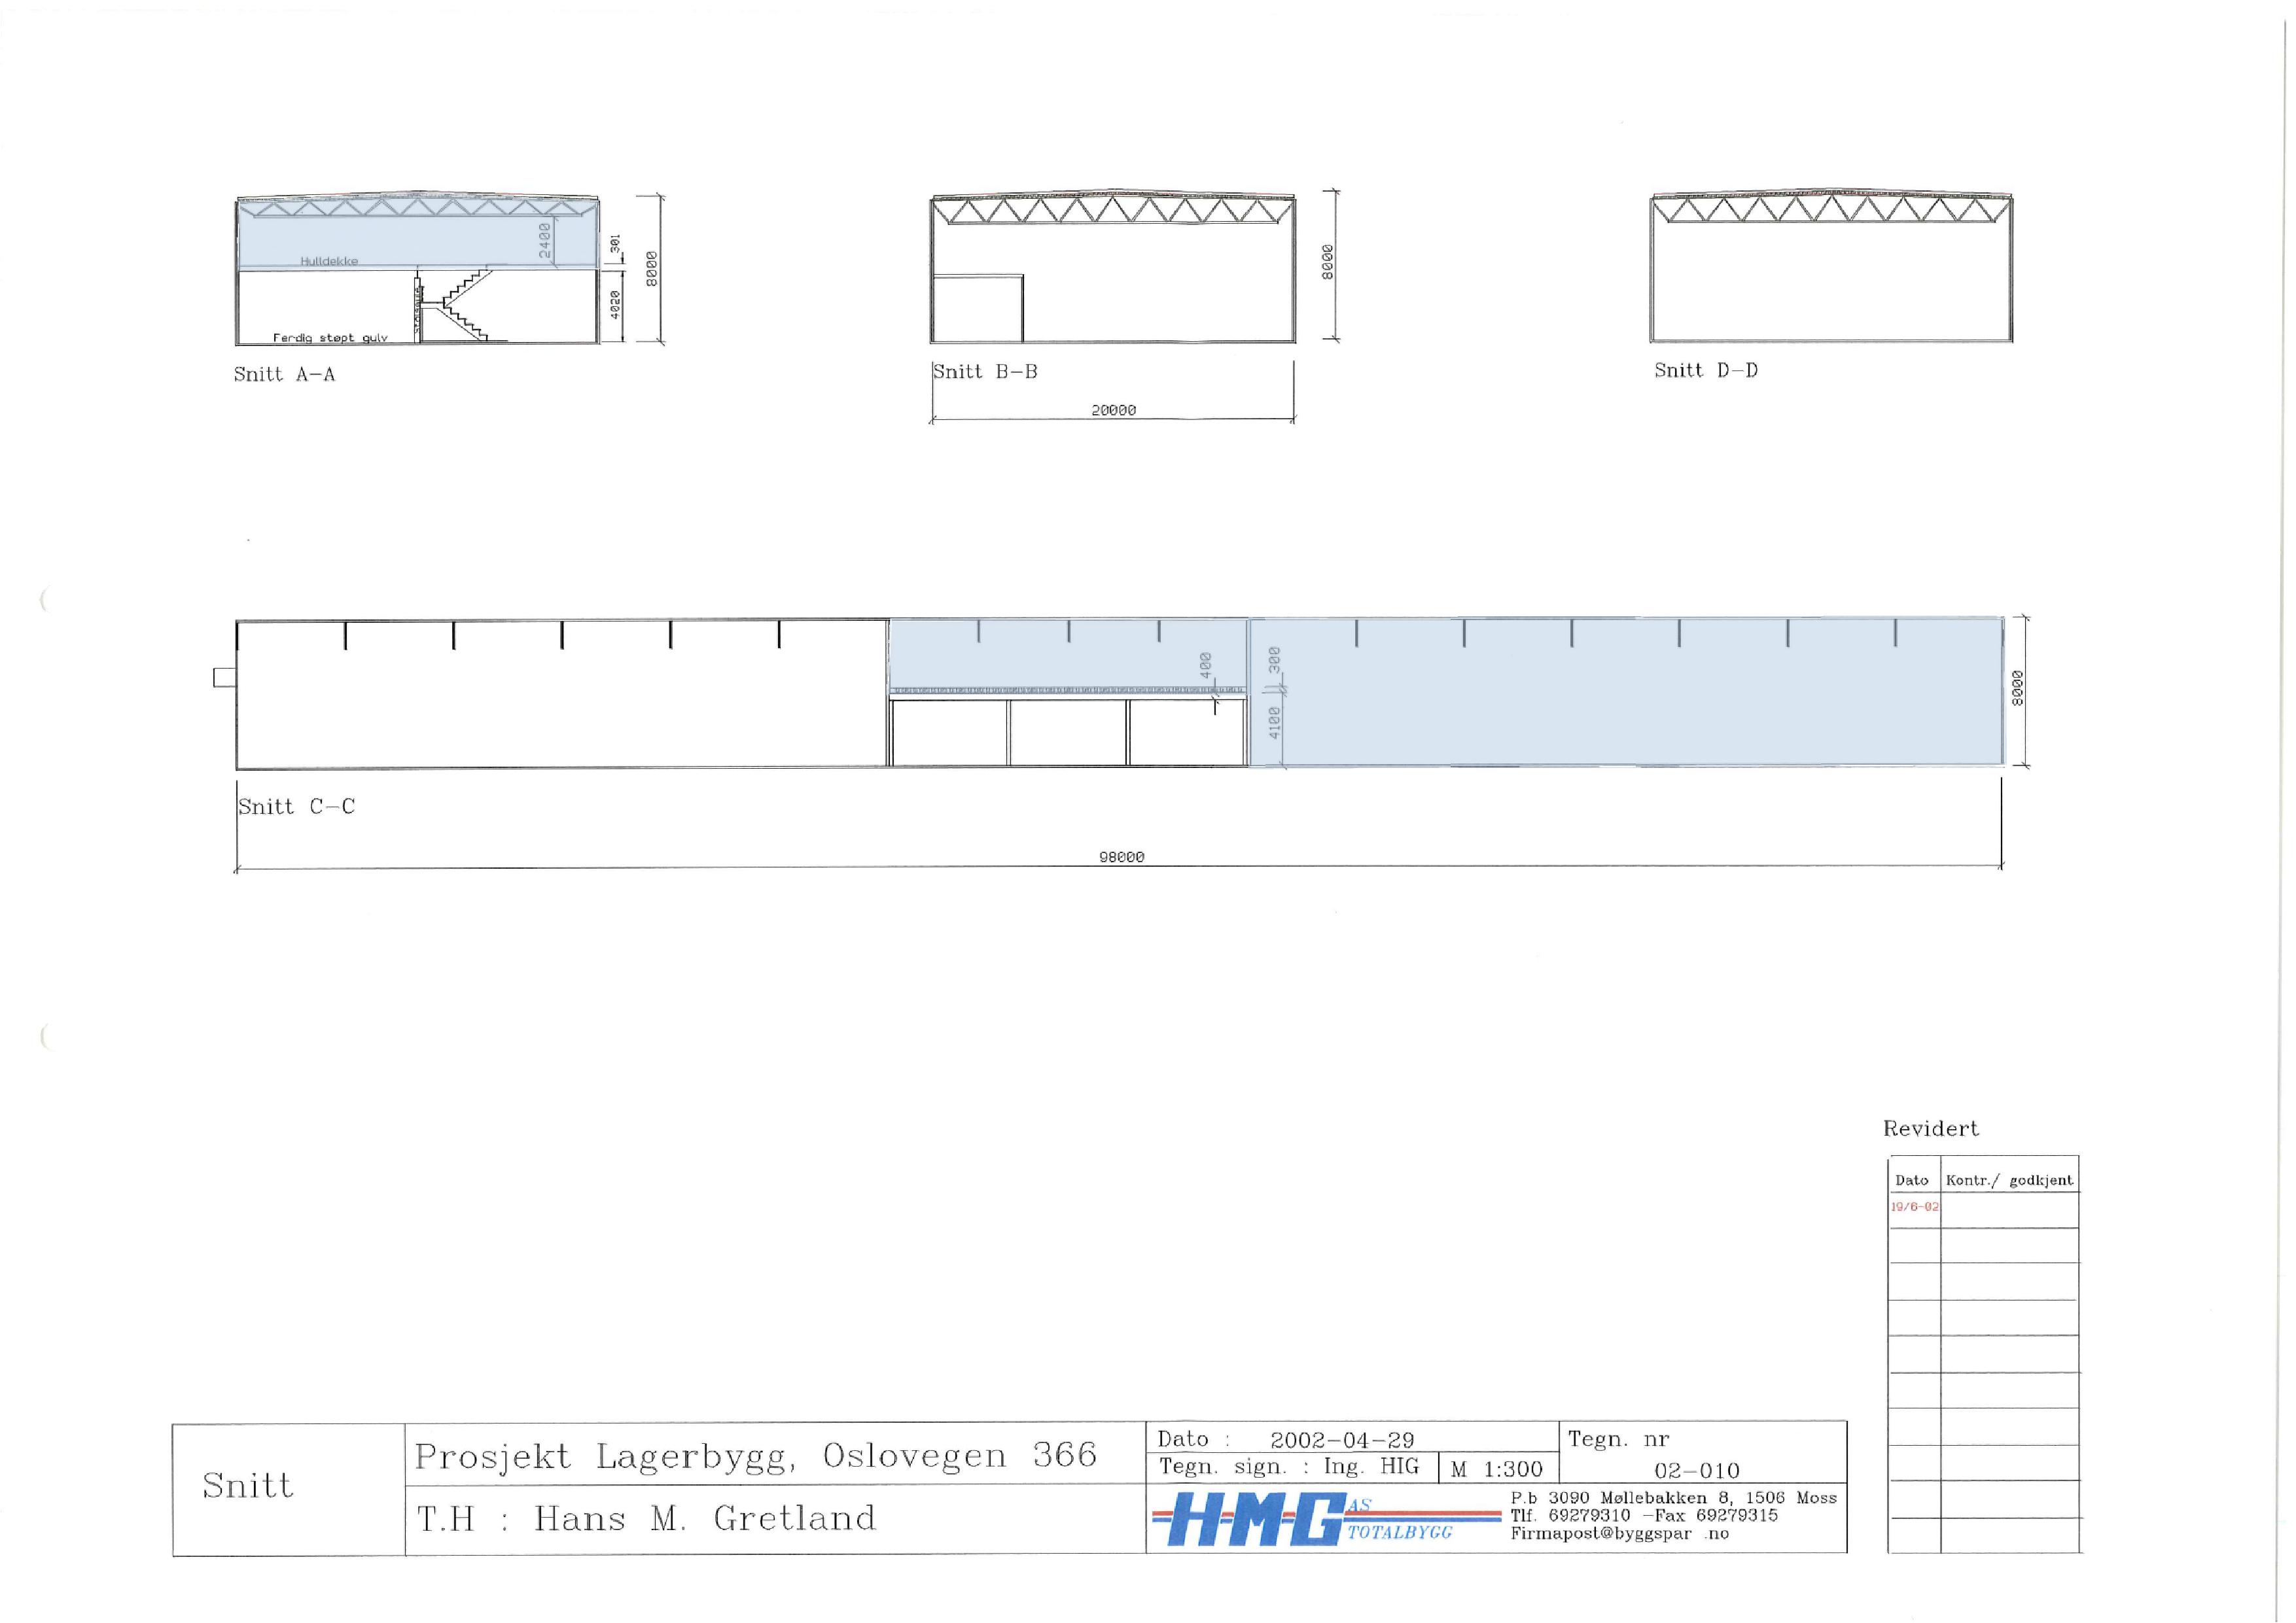 2400
301
4020
8000
Hulldekke
Ferdig støpt gulv
Snitt A-A
8000
Snitt B-B
20000
Snitt D-D
400
300
4100
8000
Snitt C-C
98000
Revidert
Dato Kontr./ godkjent
19/6-02
Snitt
Prosjekt Lagerbygg, Oslovegen 366
T.H : Hans M. Gretland
Dato : 2002-04-29
Tegn. sign. : Ing. HIG M 1:300
Tegn. nr
02-010
H-M-G AS
TOTALBYGG
P.b 3090 Møllebakken 8, 1506 Moss
Tlf. 69279310 -Fax 69279315
Firmapost@byggspar .no